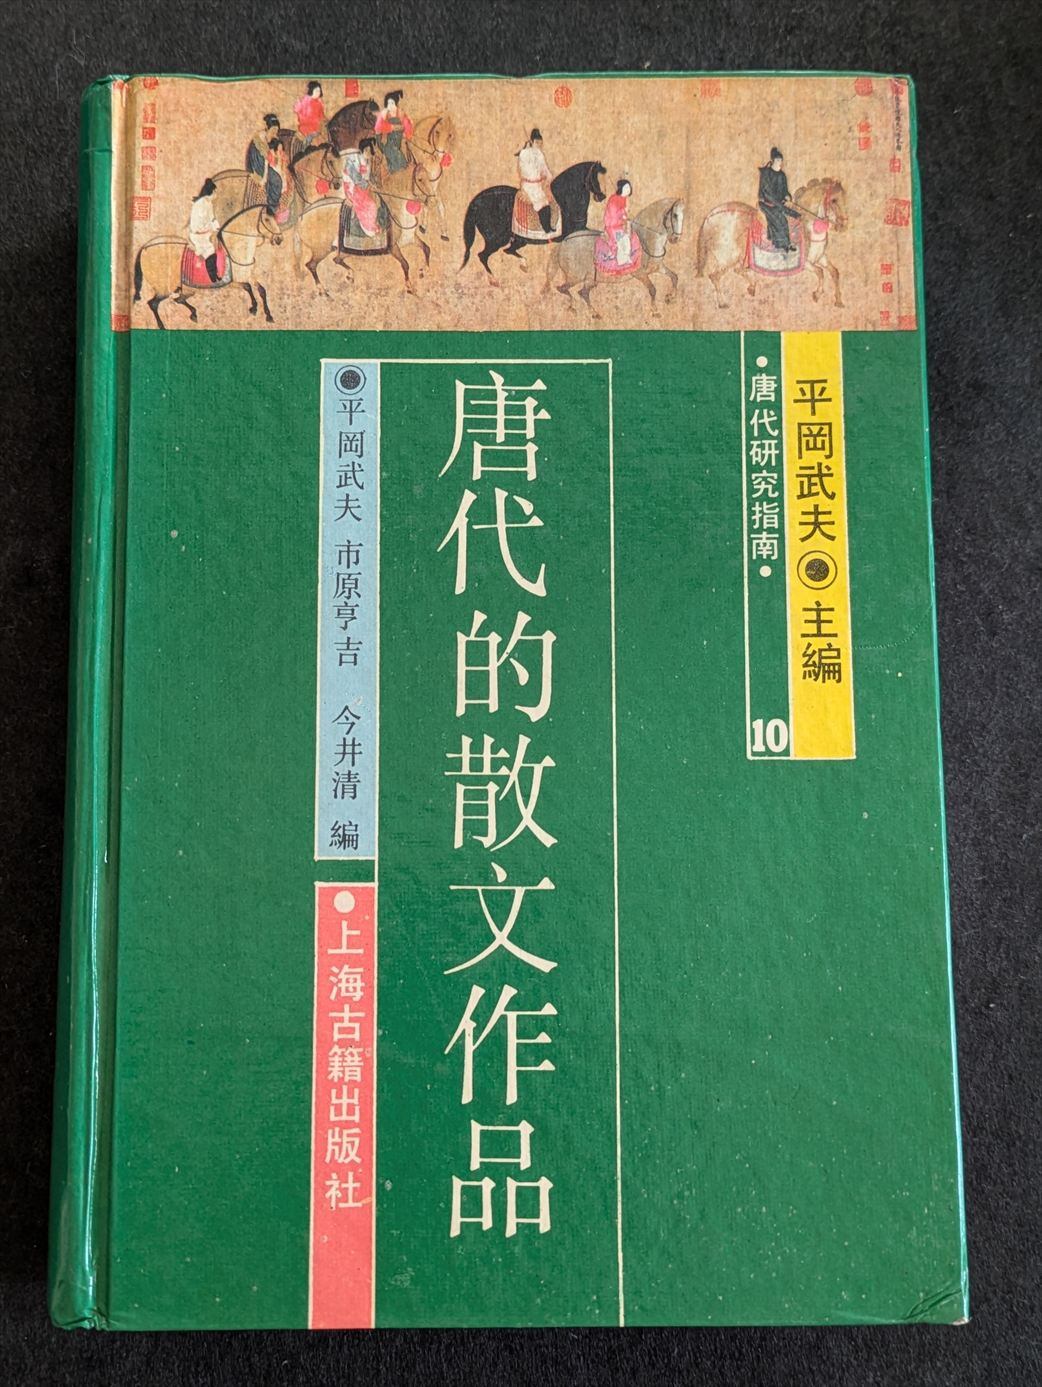 平岡武夫 主編
•唐代研究指南•
10
唐代的散文作品
平岡武夫 市原亨吉 今井清 編
上海古籍出版社